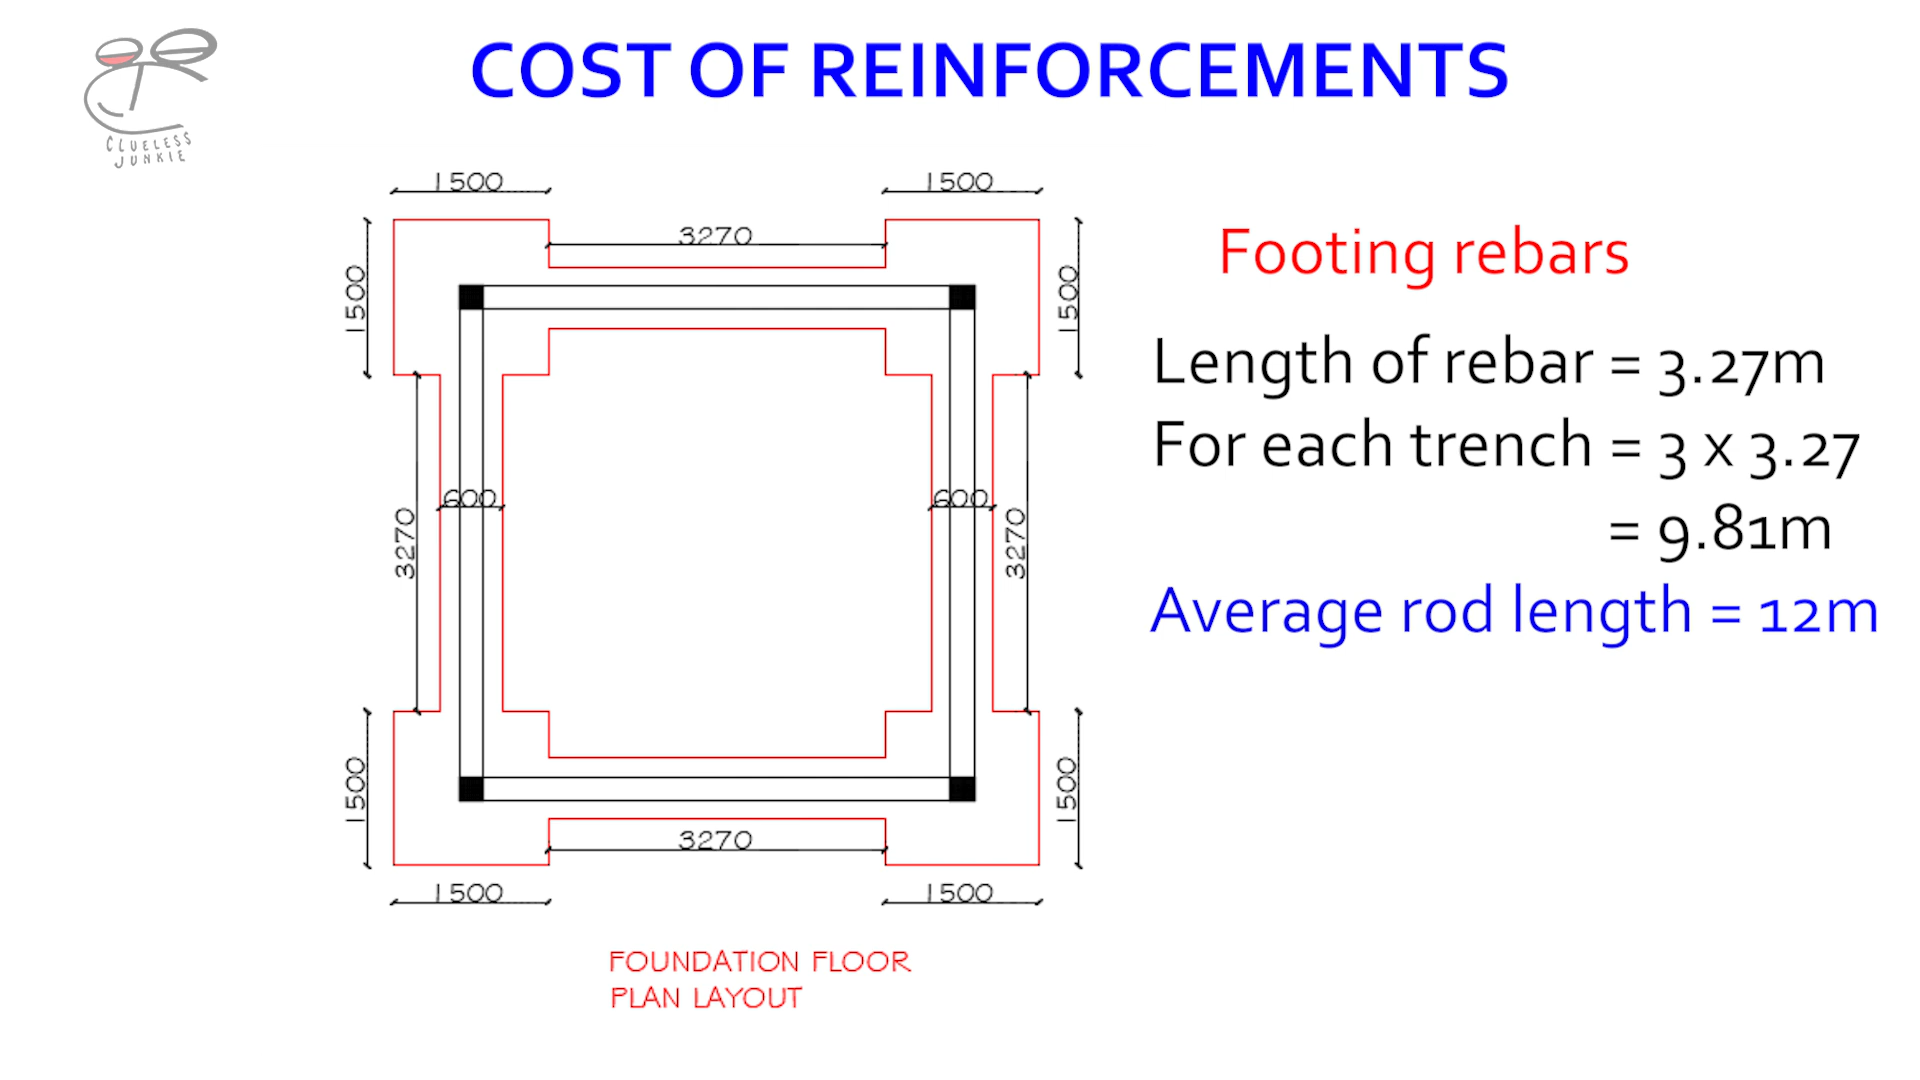 COST OF REINFORCEMENTS
CLUELESS
JUNKIE
1500
1500
3270
1500
1500
Footing rebars
Length of rebar = 3.27m
For each trench = 3 x 3.27
= 9.81m
Average rod length = 12m
600
600
3270
3270
1500
1500
3270
1500
1500
FOUNDATION FLOOR
PLAN LAYOUT